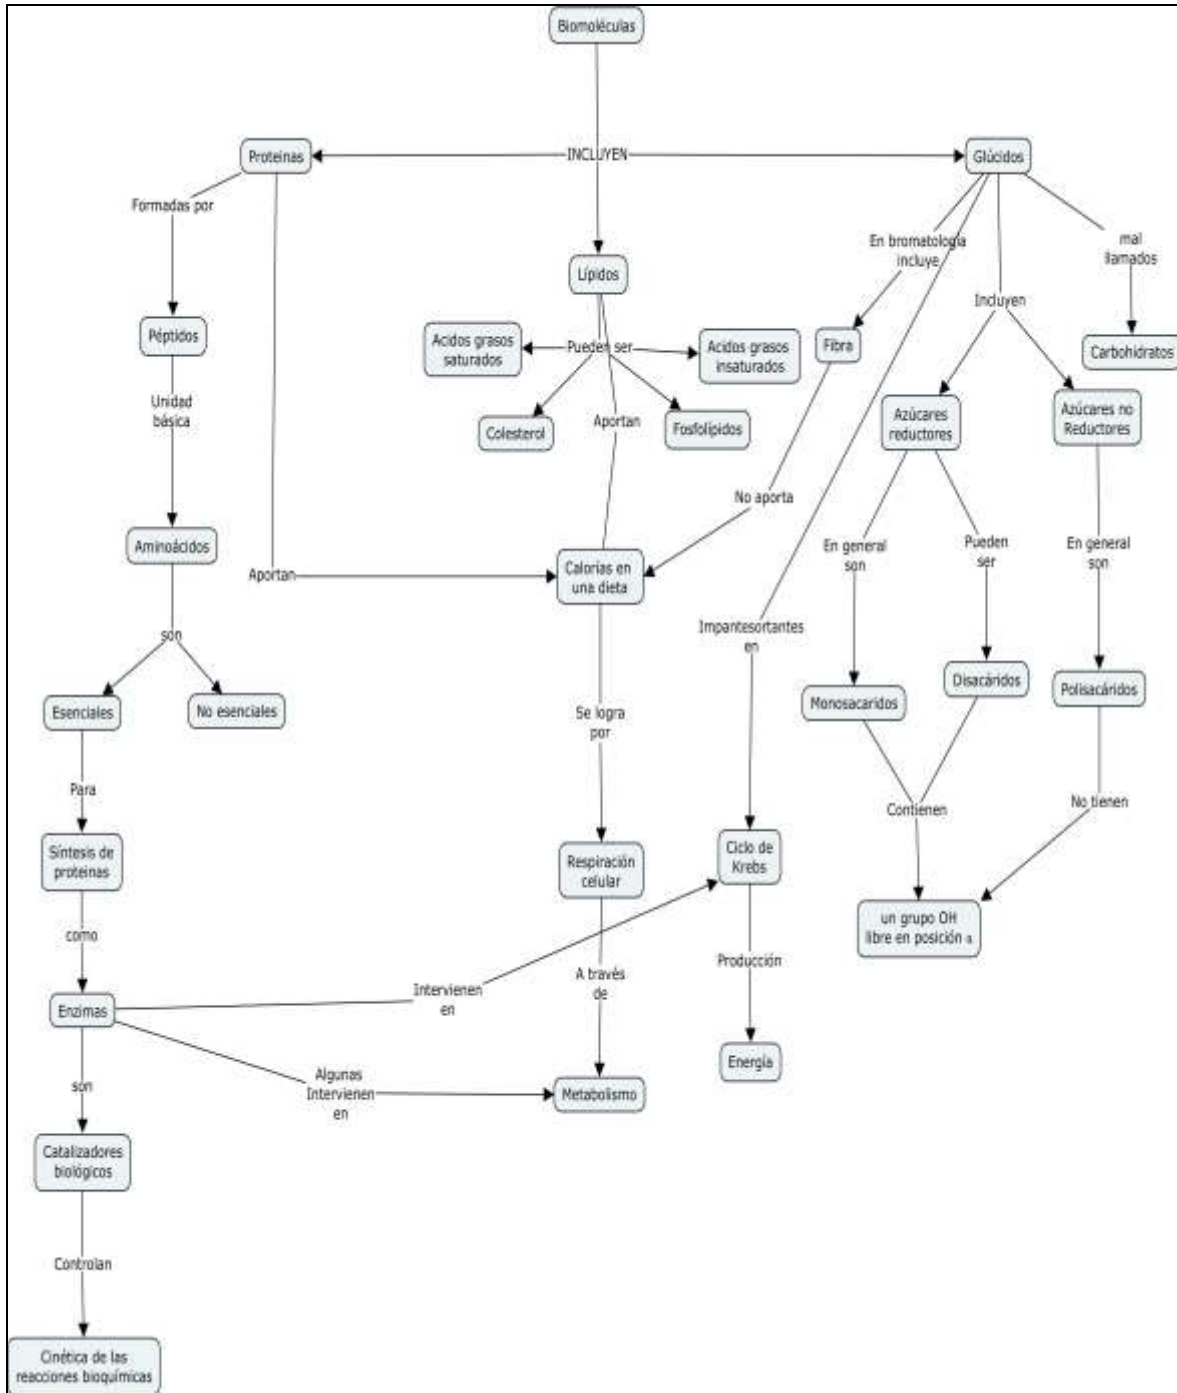 Biomoléculas
Proteinas
INCLUYEN
Glúcidos
Formadas por
En bromatología
incluye
mal
llamados
Lípidos
Incluyen
Péptidos
Acidos grasos
saturados
Pueden ser
Acidos grasos
insaturados
Fibra
Carbohidratos
Unidad
básica
Colesterol
Aportan
Fosfolípidos
Azúcares
reductores
Azúcares no
Reductores
No aporta
Aminoácidos
En general
son
Pueden
ser
En general
son
Aportan
Calorías en
una dieta
Impantesortantes
en
son
Esenciales
No esenciales
Se logra
por
Monosacaridos
Disacáridos
Polisacáridos
Para
Contienen
No tienen
Síntesis de
proteinas
Respiración
celular
Ciclo de
Krebs
como
un grupo OH
libre en posición α
Producción
A través
de
Intervienen
en
Enzimas
Energía
son
Algunas
Intervienen
en
Metabolismo
Catalizadores
biológicos
Controlan
Cinética de las
reacciones bioquímicas